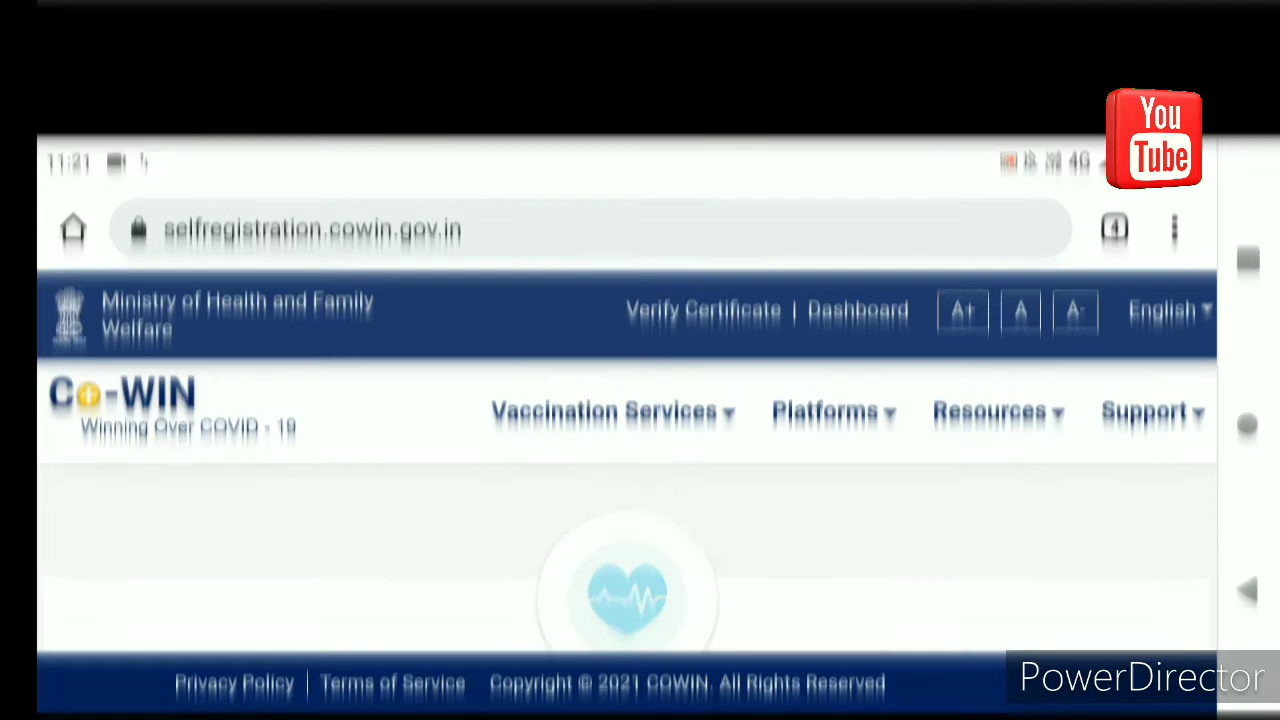 You
Tube
11:21
4G
selfregistration.cowin.gov.in
4
Ministry of Health and Family
Welfare
Verify Certificate | Dashboard
A+
A
A-
English
Co-WIN
Winning Over COVID - 19
Vaccination Services
Platforms
Resources
Support
Privacy Policy | Terms of Service
Copyright © 2021 COWIN. All Rights Reserved
PowerDirector